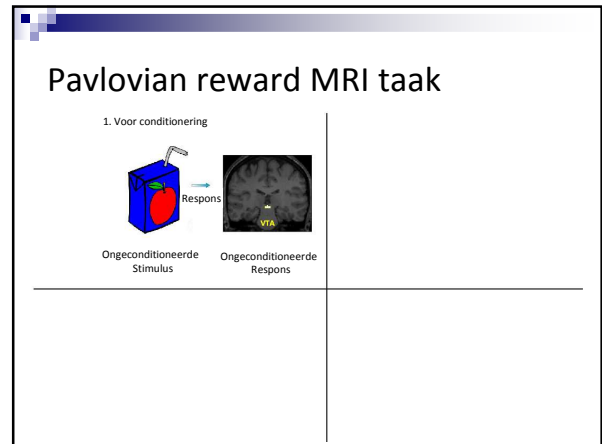 Pavlovian reward MRI taak
1. Voor conditionering
Respons
VTA
Ongeconditioneerde
Stimulus
Ongeconditioneerde
Respons